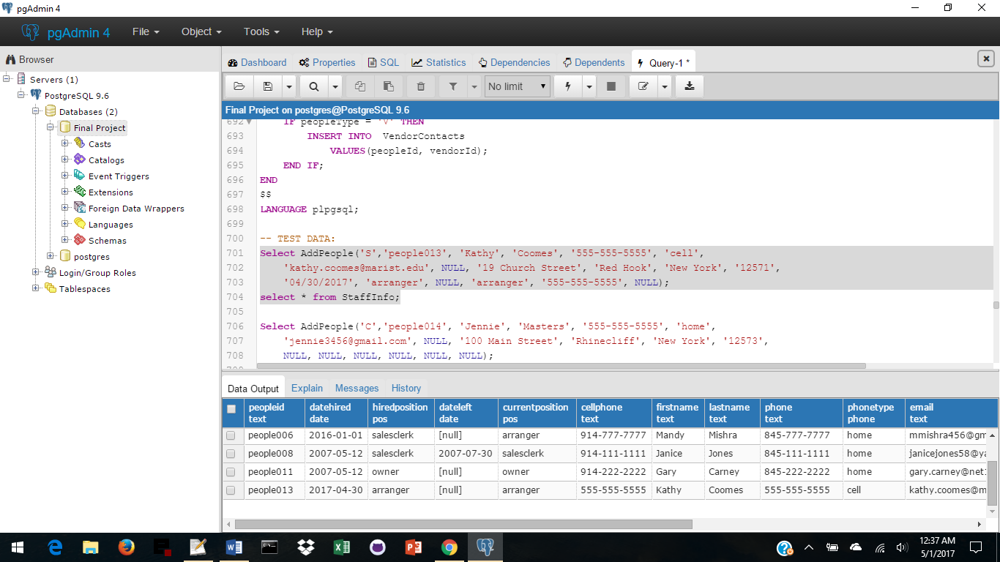 pgAdmin 4
pgAdmin 4 File Object Tools Help
Browser
Servers (1)
PostgreSQL 9.6
Databases (2)
Final Project
Casts
Catalogs
Event Triggers
Extensions
Foreign Data Wrappers
Languages
Schemas
postgres
Login/Group Roles
Tablespaces
Dashboard Properties SQL Statistics Dependencies Dependents Query-1 *
No limit
Final Project on postgres@PostgreSQL 9.6
692 IF peopleType = 'V' THEN
693 INSERT INTO VendorContacts
694 VALUES(peopleId, vendorId);
695 END IF;
696 END
697 $$
698 LANGUAGE plpgsql;
699
700 -- TEST DATA:
701 Select AddPeople('S','people013', 'Kathy', 'Coomes', '555-555-5555', 'cell',
702 'kathy.coomes@marist.edu', NULL, '19 Church Street', 'Red Hook', 'New York', '12571',
703 '04/30/2017', 'arranger', NULL, 'arranger', '555-555-5555', NULL);
704 select * from StaffInfo;
705
706 Select AddPeople('C','people014', 'Jennie', 'Masters', '555-555-5555', 'home',
707 'jennie3456@gmail.com', NULL, '100 Main Street', 'Rhinecliff', 'New York', '12573',
708 NULL, NULL, NULL, NULL, NULL, NULL);
Data Output Explain Messages History
peopleid datehired hiredposition dateleft currentposition cellphone firstname lastname phone phonetype email
text date pos date pos text text text text phone text
people006 2016-01-01 salesclerk [null] arranger 914-777-7777 Mandy Mishra 845-777-7777 home mmishra456@gm
people008 2007-05-12 salesclerk 2007-07-30 salesclerk 914-111-1111 Janice Jones 845-111-1111 home janicejones58@ya
people011 2007-05-12 owner [null] owner 914-222-2222 Gary Carney 845-222-2222 home gary.carney@net
people013 2017-04-30 arranger [null] arranger 555-555-5555 Kathy Coomes 555-555-5555 cell kathy.coomes@m
12:37 AM
5/1/2017